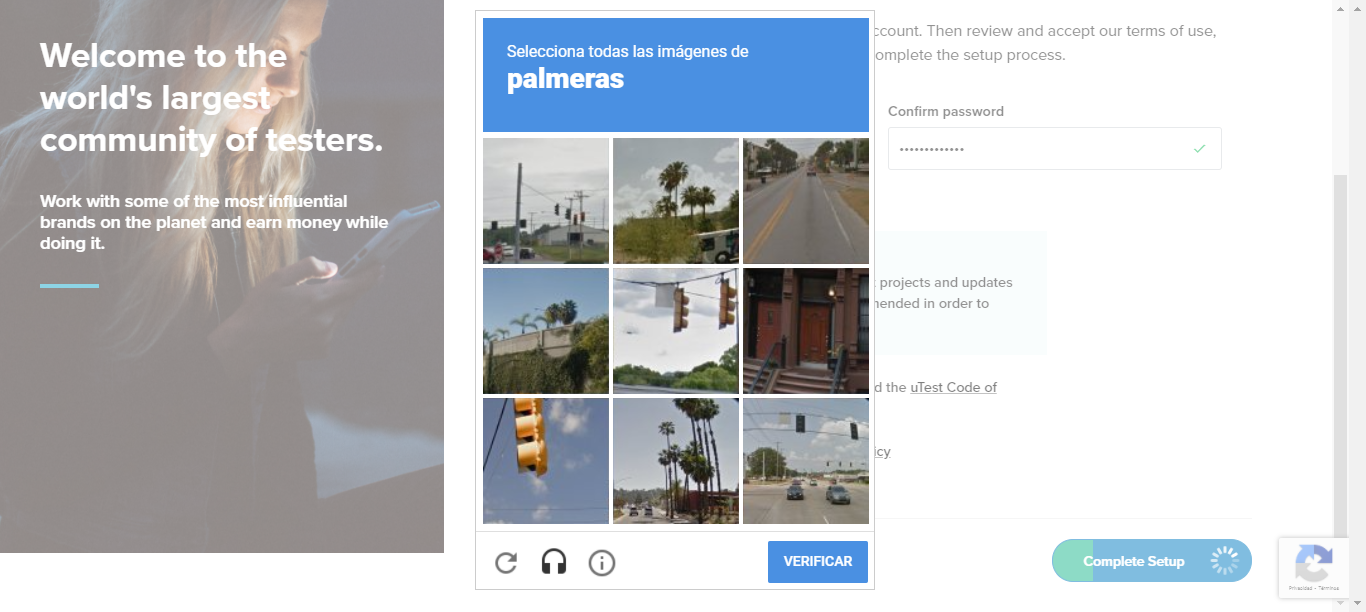 Welcome to the
world's largest
community of testers.
Work with some of the most influential
brands on the planet and earn money while
doing it.
Selecciona todas las imágenes de
palmeras
VERIFICAR
ccount. Then review and accept our terms of use,
omplete the setup process.
Confirm password
•••••••••••••
projects and updates
nended in order to
d the uTest Code of
icy
Complete Setup
Privacidad - Términos